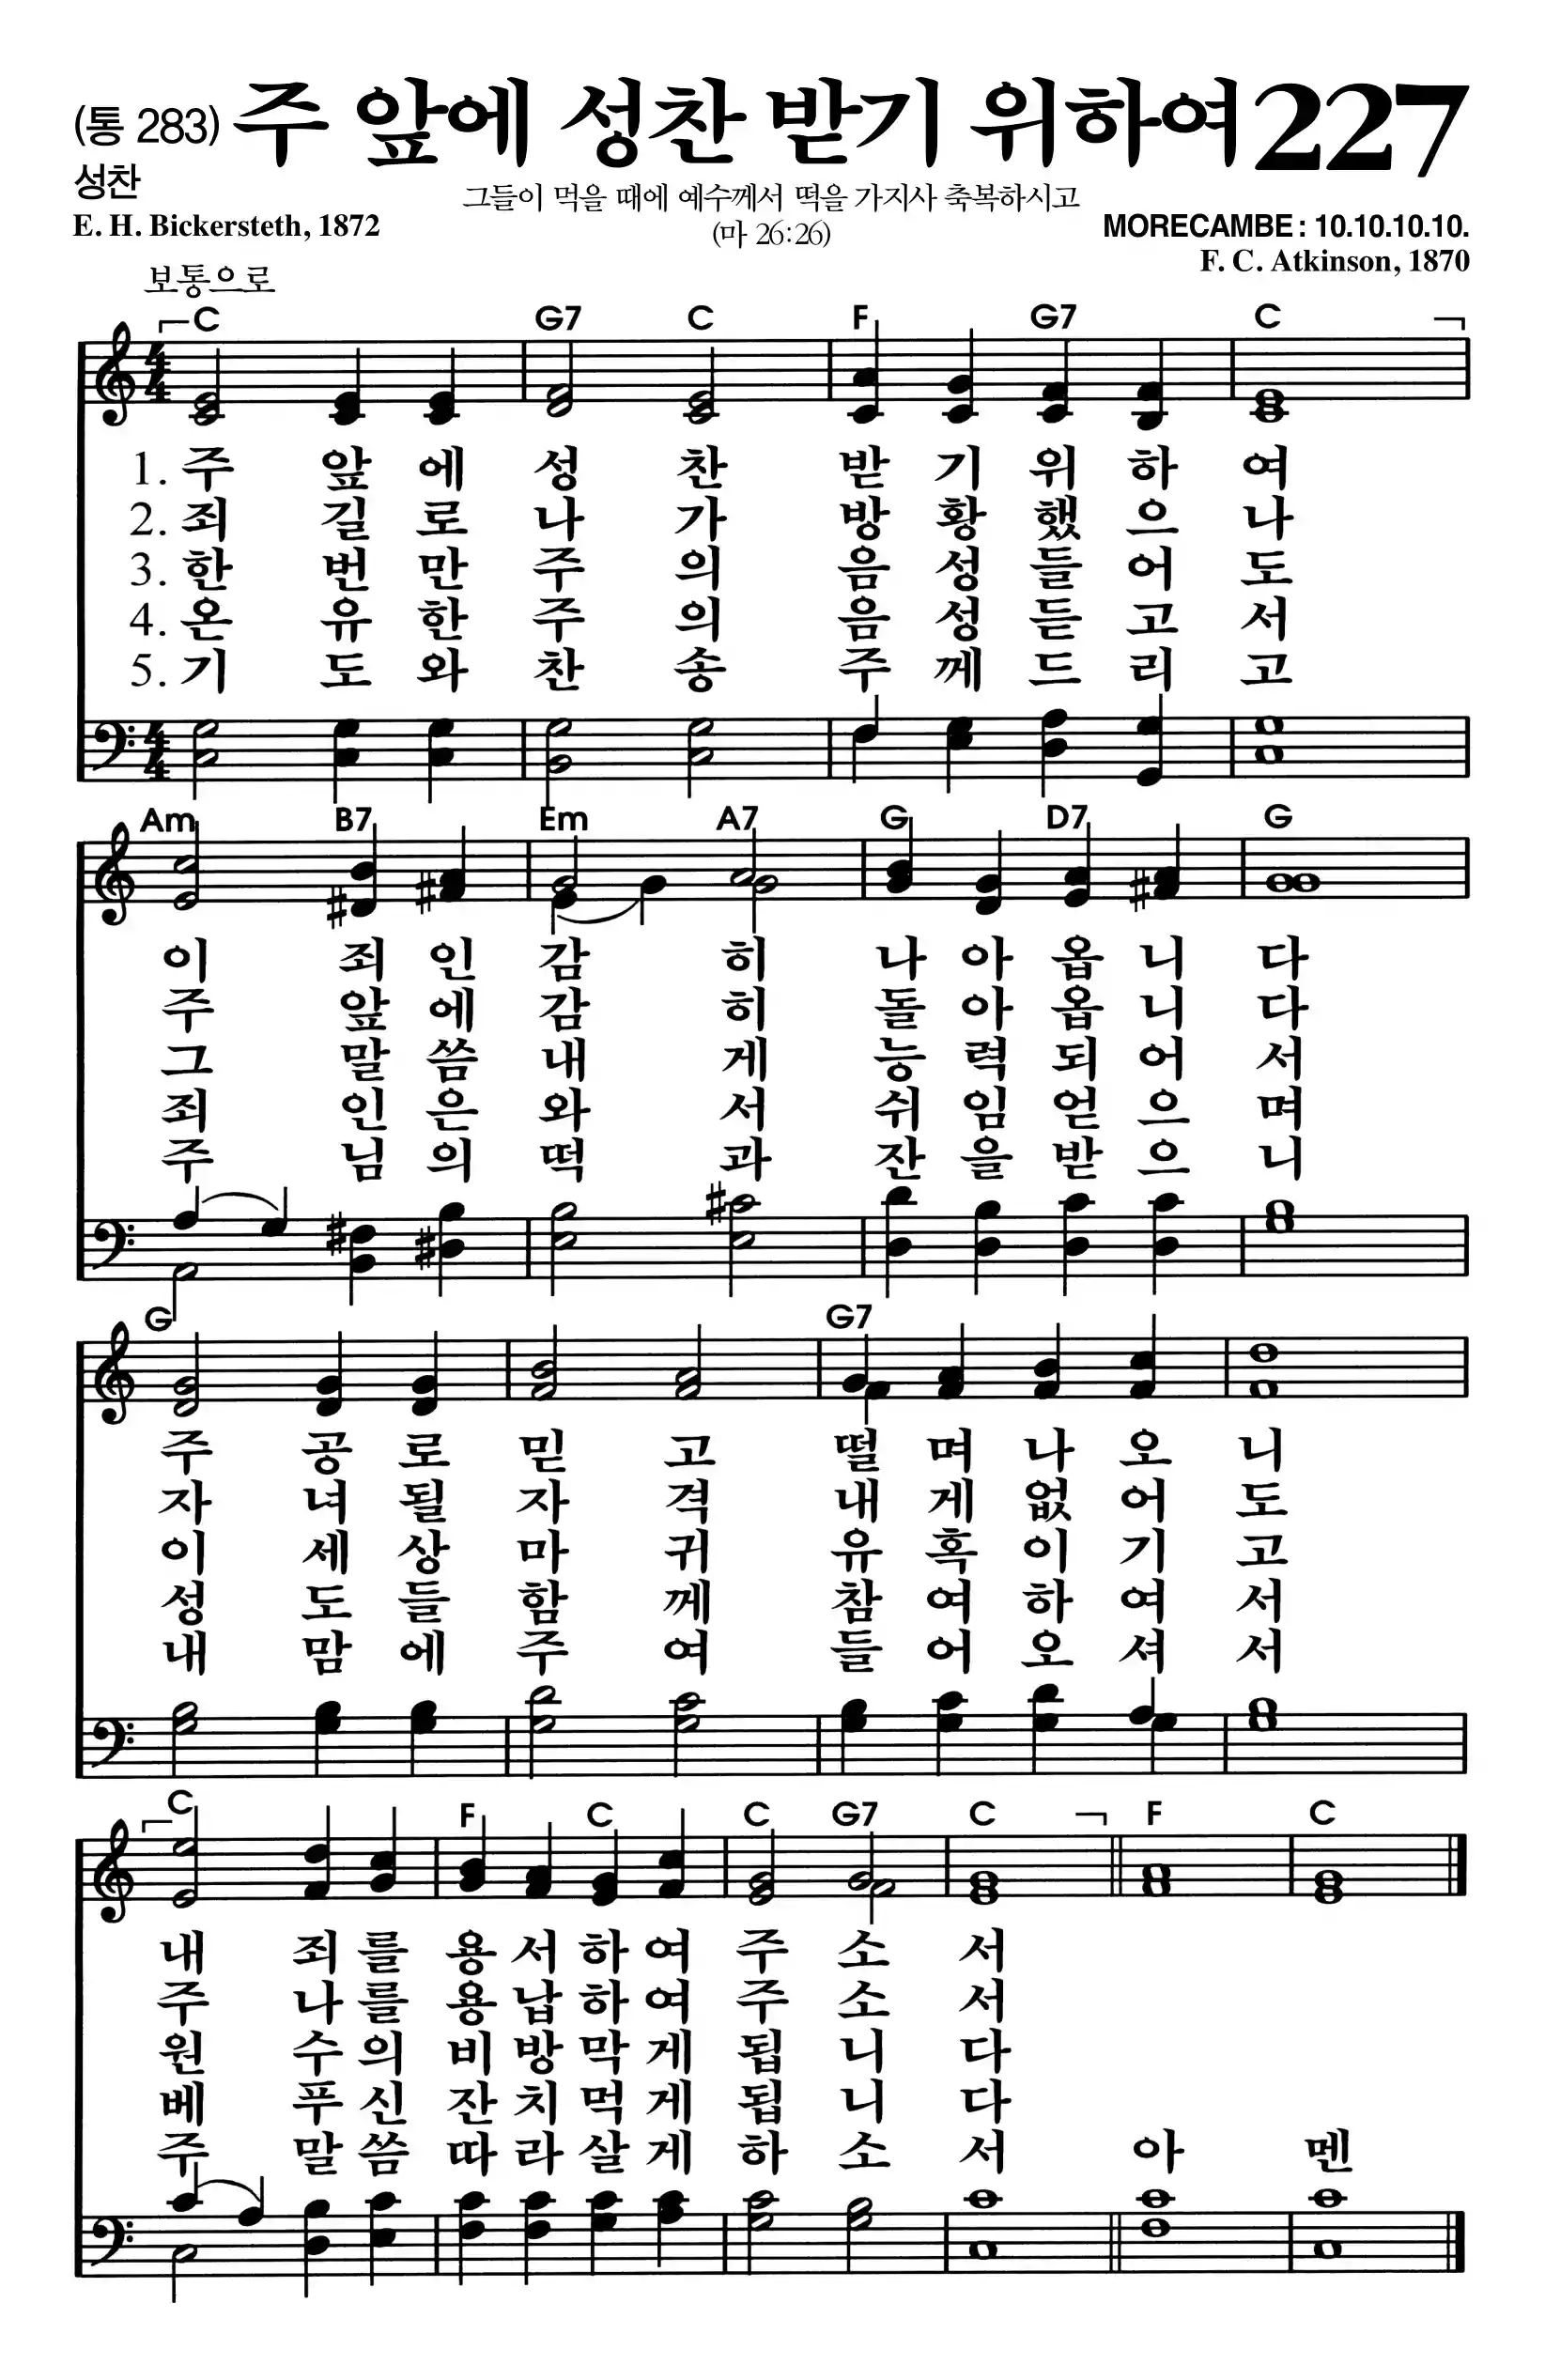 (통 283) 주 앞에 성찬 받기 위하여 227
성찬
그들이 먹을 때에 예수께서 떡을 가지사 축복하시고
E. H. Bickersteth, 1872 (마 26:26) MORECAMBE : 10.10.10.10.
F. C. Atkinson, 1870
보통으로
C G7 C F G7 C
1. 주 앞 에 성 찬 받 기 위 하 여
2. 죄 길 로 나 가 방 황 했 으 나
3. 한 번 만 주 의 음 성 들 어 도
4. 온 유 한 주 의 음 성 듣 고 서
5. 기 도 와 찬 송 주 께 드 리 고
Am B7 Em A7 G D7 G
이 죄 인 감 히 나 아 옵 니 다
주 앞 에 감 히 돌 아 옵 니 다
그 말 씀 내 게 능 력 되 어 서
죄 인 은 와 서 쉬 임 얻 으 며
주 님 의 떡 과 잔 을 받 으 니
G G7
주 공 로 믿 고 떨 며 나 오 니
자 녀 될 자 격 내 게 없 어 도
이 세 상 마 귀 유 혹 이 기 고
성 도 들 함 께 참 여 하 여 서
내 맘 에 주 여 들 어 오 셔 서
C F C C G7 C F C
내 죄 를 용 서 하 여 주 소 서
주 나 를 용 납 하 여 주 소 서
원 수 의 비 방 막 게 됩 니 다
베 푸 신 잔 치 먹 게 됩 니 다
주 말 씀 따 라 살 게 하 소 서 아 멘